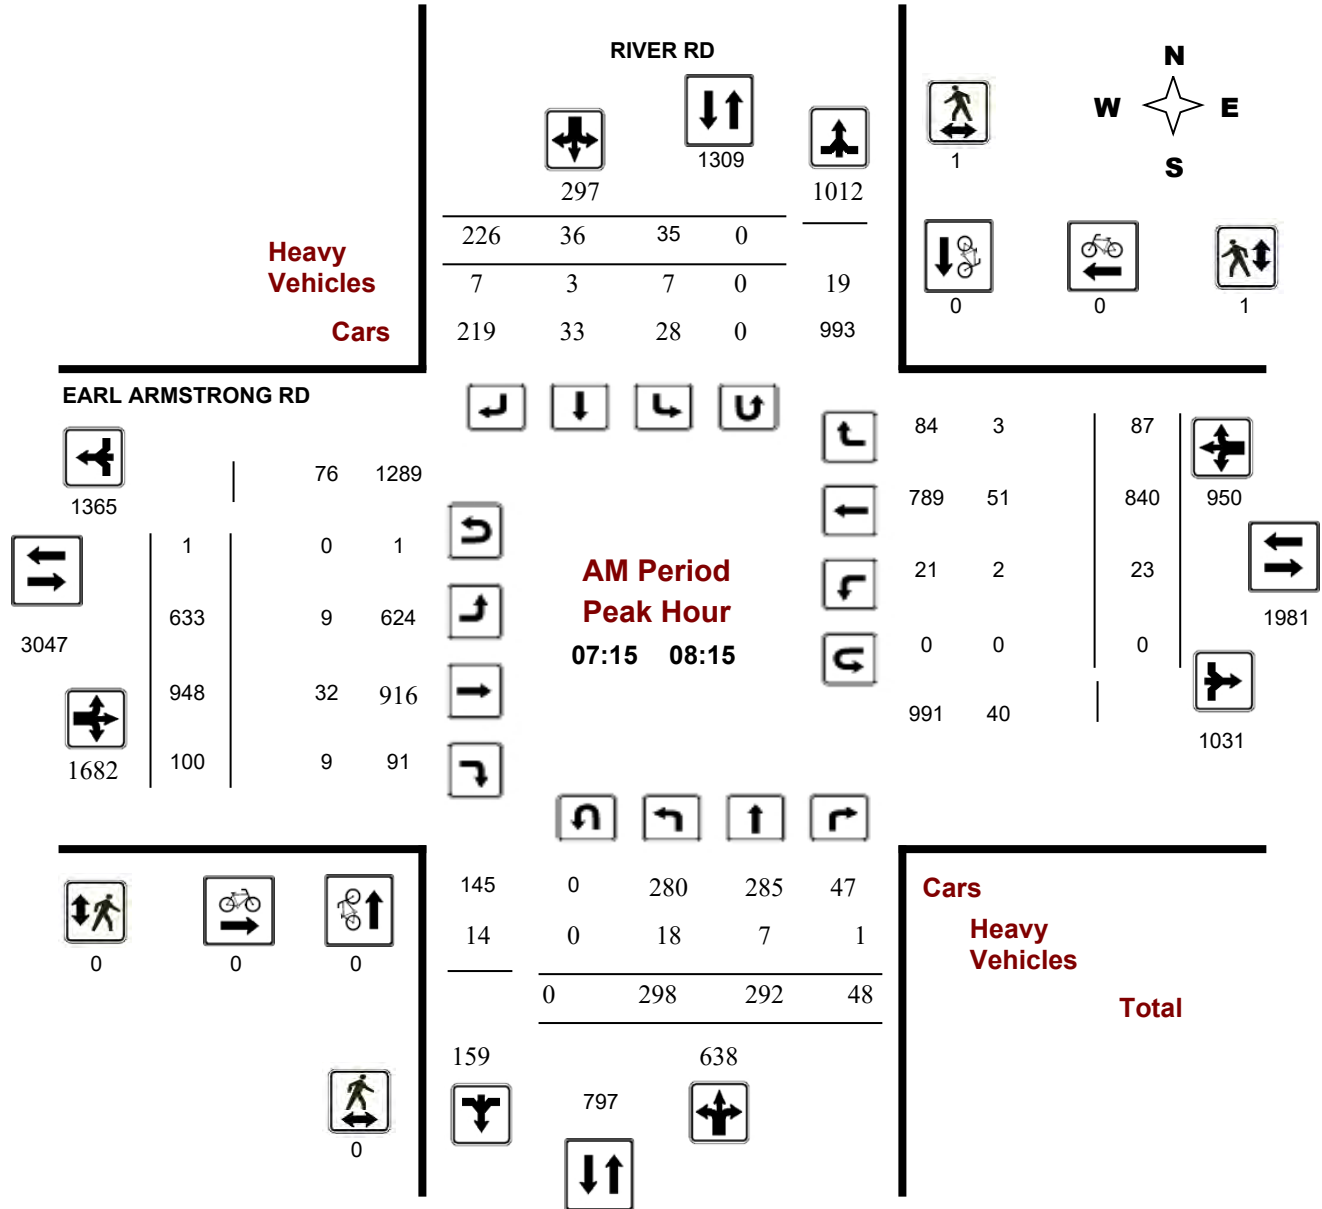 RIVER RD
N
W E
S
1309
1
297 1012
226 36 35 0
Heavy
Vehicles 7 3 7 0 19
0 0 1
Cars 219 33 28 0 993
EARL ARMSTRONG RD
84 3 87
76 1289
1365 789 51 840 950
1 0 1
AM Period
21 2 23
Peak Hour
633 9 624 1981
3047 07:15 08:15 0 0 0
948 32 916
991 40
1031
1682 100 9 91
145 0 280 285 47 Cars
14 0 18 7 1 Heavy
Vehicles
0 0 0
0 298 292 48 Total
159 638
797
0